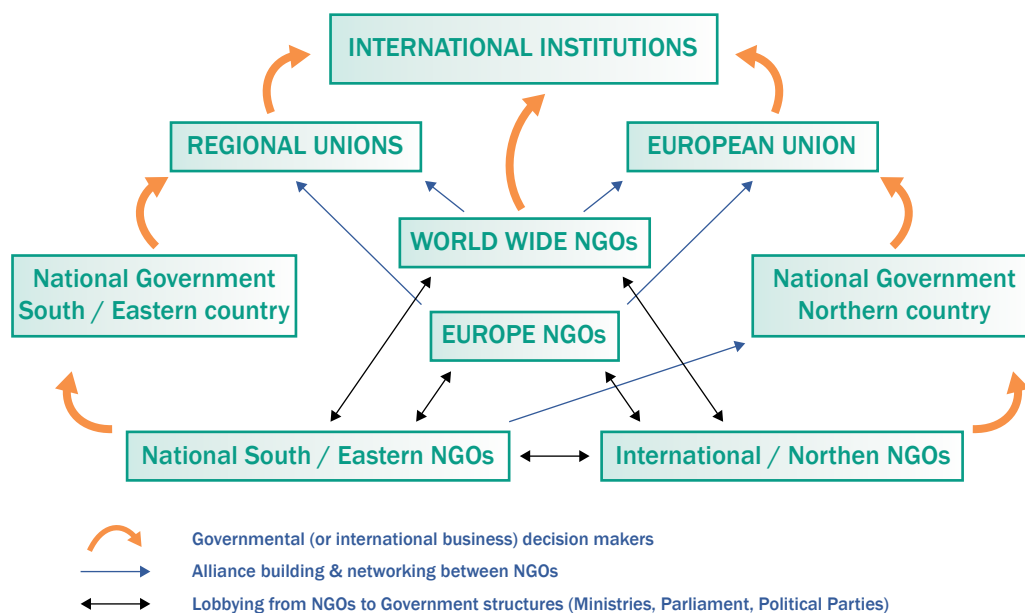 INTERNATIONAL INSTITUTIONS
REGIONAL UNIONS
EUROPEAN UNION
WORLD WIDE NGOs
National Government
South / Eastern country
National Government
Northern country
EUROPE NGOs
National South / Eastern NGOs
International / Northen NGOs
Governmental (or international business) decision makers
Alliance building & networking between NGOs
Lobbying from NGOs to Government structures (Ministries, Parliament, Political Parties)